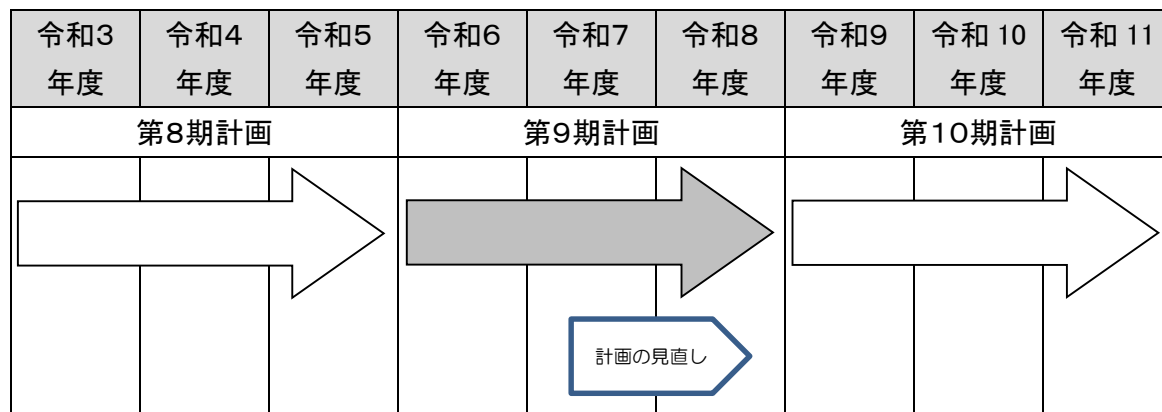 令和3 令和4 令和5 令和6 令和7 令和8 令和9 令和 10 令和 11
年度 年度 年度 年度 年度 年度 年度 年度 年度
第8期計画 第9期計画 第10期計画
計画の見直し